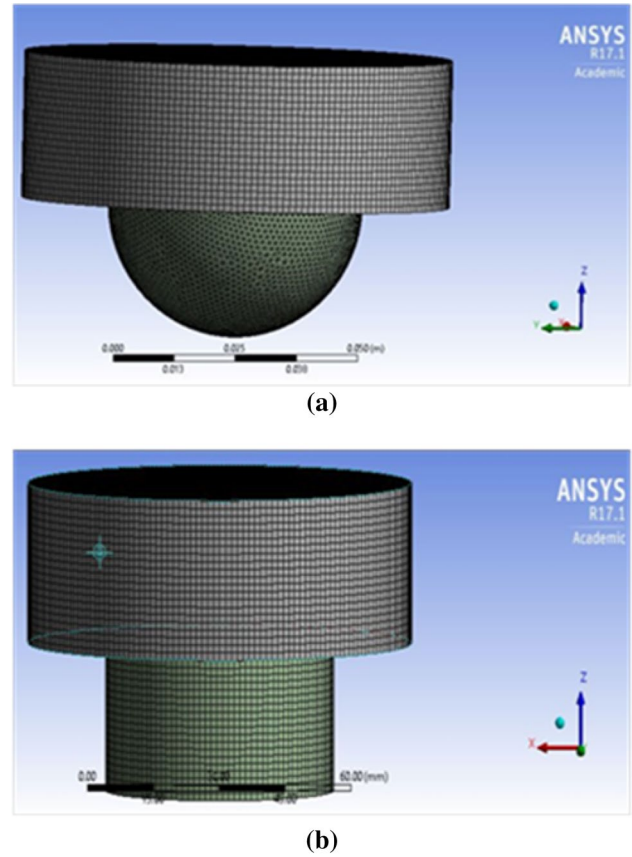 ANSYS
R17.1
Academic
Z
Y
0.000
0.025
0.050 (m)
0.013
0.038
(a)
ANSYS
R17.1
Academic
Z
X
0.00
60.00 (mm)
(b)